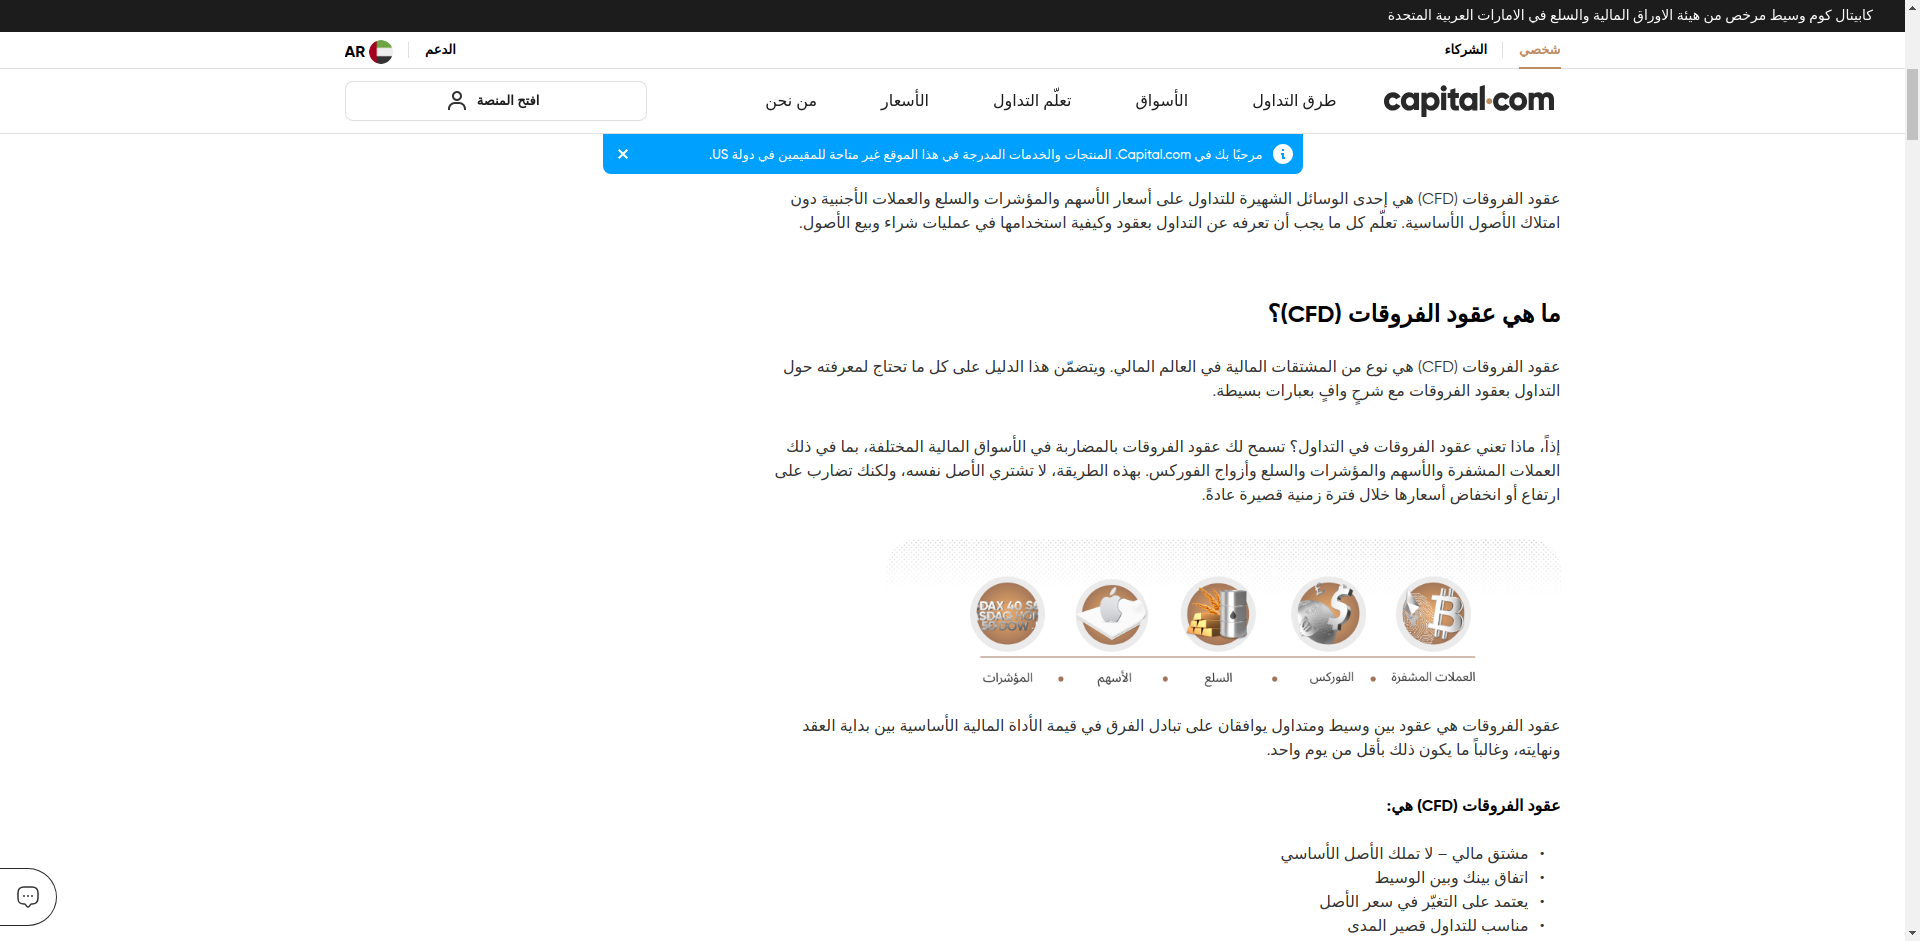 كابيتال كوم وسيط مرخص من هيئة الاوراق المالية والسلع في الامارات العربية المتحدة
شخصي
الشركاء
الدعم
AR
capital.com
طرق التداول
الأسواق
تعلّم التداول
الأسعار
من نحن
افتح المنصة
مرحبًا بك في Capital.com. المنتجات والخدمات المدرجة في هذا الموقع غير متاحة للمقيمين في دولة US.
عقود الفروقات (CFD) هي إحدى الوسائل الشهيرة للتداول على أسعار الأسهم والمؤشرات والسلع والعملات الأجنبية دون
امتلاك الأصول الأساسية. تعلّم كل ما يجب أن تعرفه عن التداول بعقود وكيفية استخدامها في عمليات شراء وبيع الأصول.
ما هي عقود الفروقات (CFD)؟
عقود الفروقات (CFD) هي نوع من المشتقات المالية في العالم المالي. ويتضمّن هذا الدليل على كل ما تحتاج لمعرفته حول
التداول بعقود الفروقات مع شرحٍ وافٍ بعبارات بسيطة.
إذاً، ماذا تعني عقود الفروقات في التداول؟ تسمح لك عقود الفروقات بالمضاربة في الأسواق المالية المختلفة، بما في ذلك
العملات المشفرة والأسهم والمؤشرات والسلع وأزواج الفوركس. بهذه الطريقة، لا تشتري الأصل نفسه، ولكنك تضارب على
ارتفاع أو انخفاض أسعارها خلال فترة زمنية قصيرة عادةً.
DAX 40
العملات المشفرة • الفوركس • السلع • الأسهم • المؤشرات
عقود الفروقات هي عقود بين وسيط ومتداول يوافقان على تبادل الفرق في قيمة الأداة المالية الأساسية بين بداية العقد
ونهايته، وغالباً ما يكون ذلك بأقل من يوم واحد.
عقود الفروقات (CFD) هي:
• مشتق مالي – لا تملك الأصل الأساسي
• اتفاق بينك وبين الوسيط
• يعتمد على التغيّر في سعر الأصل
• مناسب للتداول قصير المدى